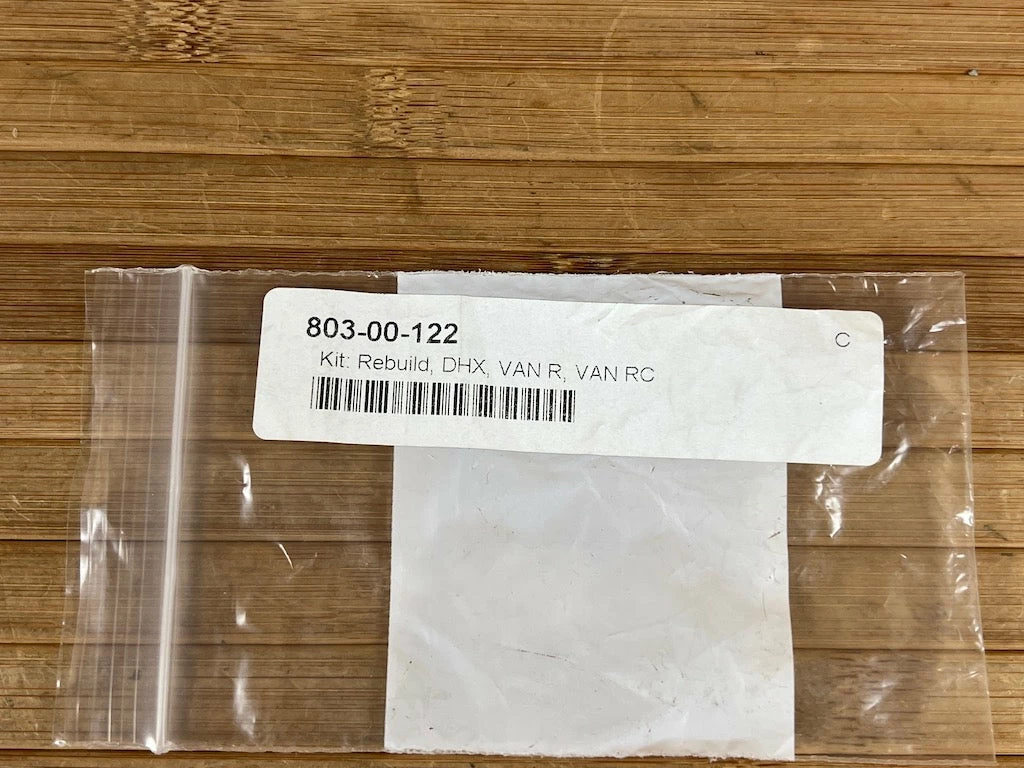 803-00-122
C
Kit: Rebuild, DHX, VAN R, VAN RC